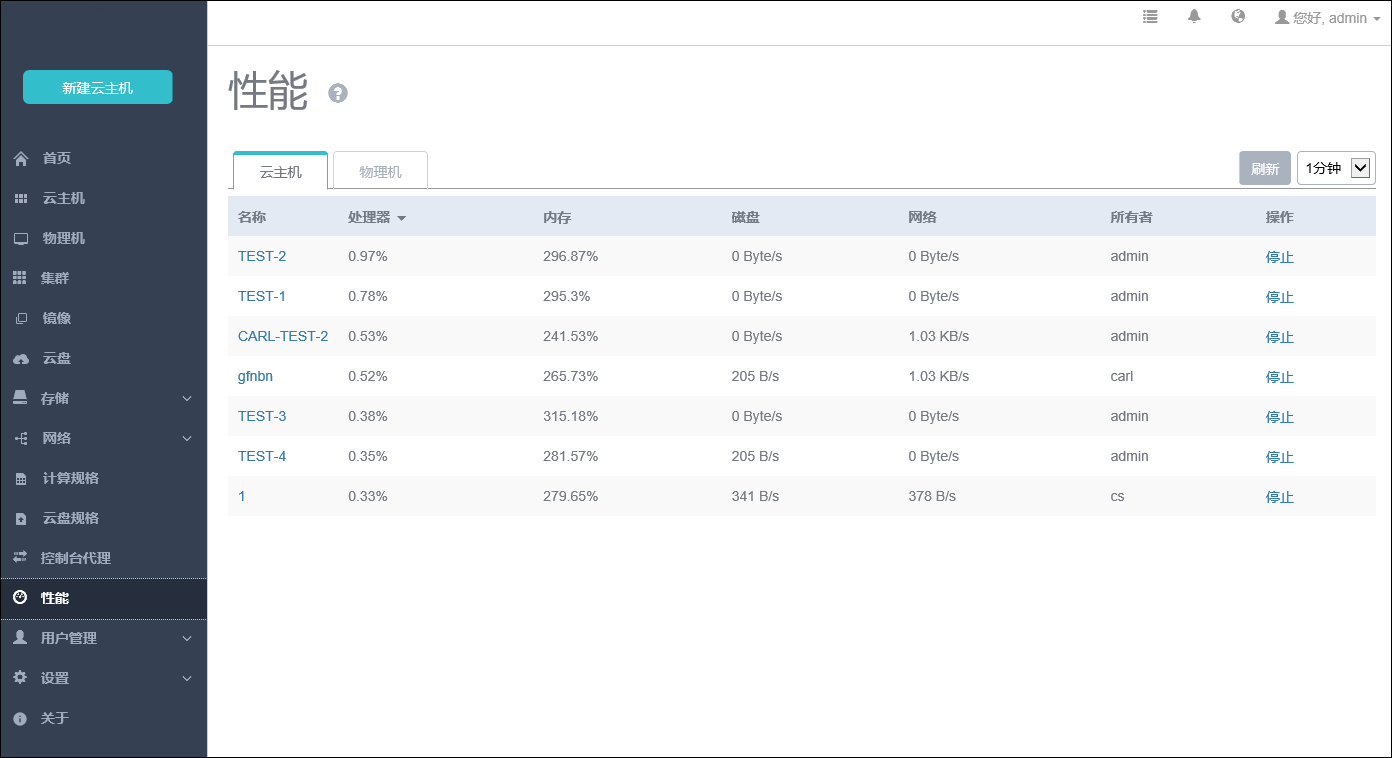 您好, admin
新建云主机
首页
云主机
物理机
集群
镜像
云盘
存储
网络
计算规格
云盘规格
控制台代理
性能
用户管理
设置
关于
性能 ?
云主机 物理机 刷新 1分钟
名称 处理器 内存 磁盘 网络 所有者 操作
TEST-2 0.97% 296.87% 0 Byte/s 0 Byte/s admin 停止
TEST-1 0.78% 295.3% 0 Byte/s 0 Byte/s admin 停止
CARL-TEST-2 0.53% 241.53% 0 Byte/s 1.03 KB/s admin 停止
gfnbn 0.52% 265.73% 205 B/s 1.03 KB/s carl 停止
TEST-3 0.38% 315.18% 0 Byte/s 0 Byte/s admin 停止
TEST-4 0.35% 281.57% 205 B/s 0 Byte/s admin 停止
1 0.33% 279.65% 341 B/s 378 B/s cs 停止